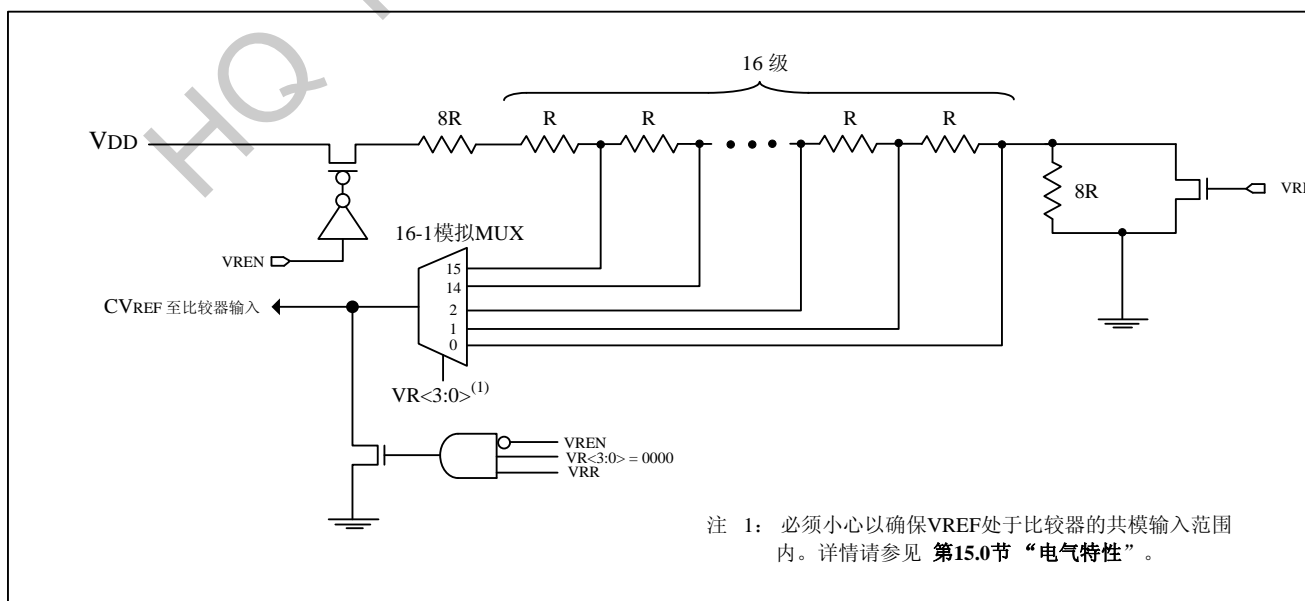 HQ
16 级
8R
R
R
R
R
VDD
8R
16-1模拟MUX
VREN
15
14
2
1
0
CVREF 至比较器输入
VR<3:0>(1)
VREN
VR<3:0> = 0000
VRR
注 1： 必须小心以确保VREF处于比较器的共模输入范围
内。详情请参见 第15.0节 “电气特性”。